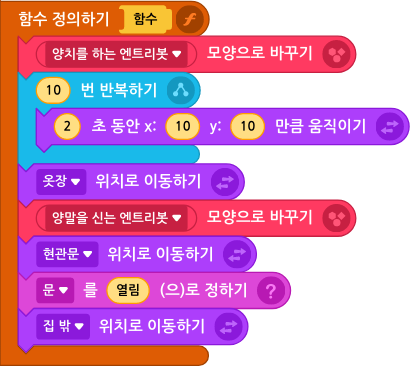 함수 정의하기 함수
양치를 하는 엔트리봇 모양으로 바꾸기
10 번 반복하기
2 초 동안 x: 10 y: 10 만큼 움직이기
옷장 위치로 이동하기
양말을 신는 엔트리봇 모양으로 바꾸기
현관문 위치로 이동하기
문 를 열림 (으)로 정하기 ?
집 밖 위치로 이동하기